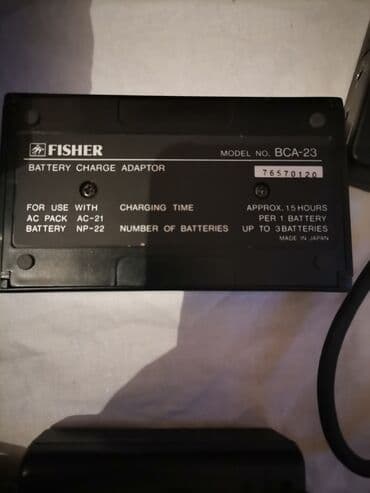 FISHER
MODEL NO. BCA-23
BATTERY CHARGE ADAPTOR
76570120
FOR USE WITH CHARGING TIME APPROX. 1.5 HOURS
AC PACK AC-21 PER 1 BATTERY
BATTERY NP-22 NUMBER OF BATTERIES UP TO 3 BATTERIES
MADE IN JAPAN